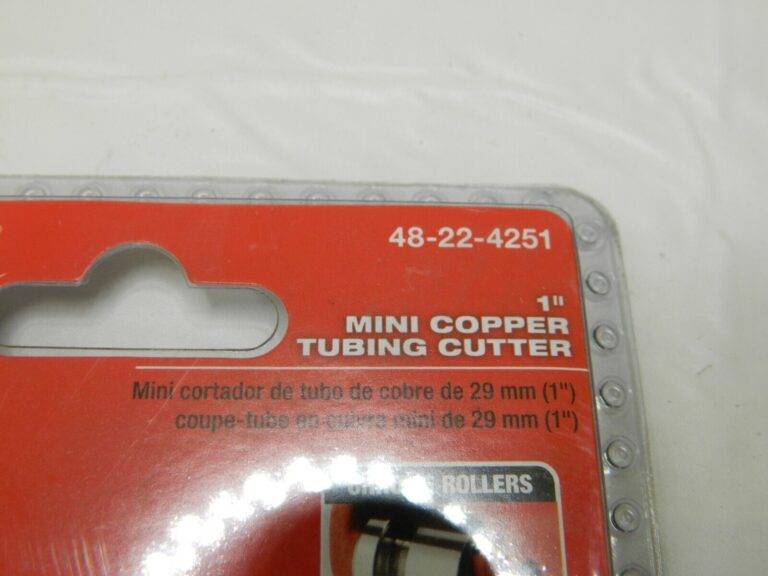 48-22-4251
1"
MINI COPPER
TUBING CUTTER
Mini cortador de tubo de cobre de 29 mm (1")
coupe-tube en cuivre mini de 29 mm (1")
ROLLERS